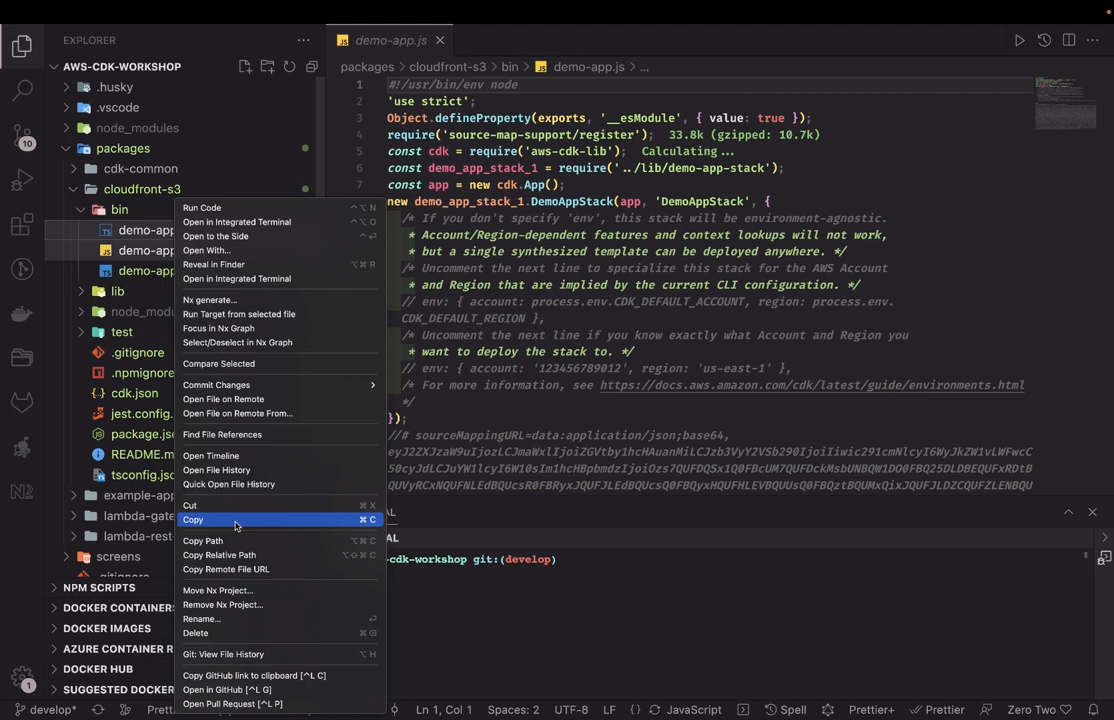 EXPLORER
AWS-CDK-WORKSHOP
.husky
.vscode
node_modules
packages
cdk-common
cloudfront-s3
bin
demo-app
demo-app
demo-app
lib
node_modu
test
.gitignore
.npmignore
cdk.json
jest.config.
package.jso
README.m
tsconfig.jso
example-app
lambda-gate
lambda-rest
screens
.gitignore
NPM SCRIPTS
DOCKER CONTAINERS
DOCKER IMAGES
AZURE CONTAINER R
DOCKER HUB
SUGGESTED DOCKER
10
1
Run Code ^⌥ N
Open in Integrated Terminal ^⌥ O
Open to the Side ^ ↩
Open With...
Reveal in Finder ⌥⌘ R
Open in Integrated Terminal
Nx generate...
Run Target from selected file
Focus in Nx Graph
Select/Deselect in Nx Graph
Compare Selected
Commit Changes
Open File on Remote
Open File on Remote From...
Find File References
Open Timeline
Open File History
Quick Open File History
Cut ⌘ X
Copy ⌘ C
Copy Path ⌥⌘ C
Copy Relative Path ⌥⇧⌘ C
Copy Remote File URL
Move Nx Project...
Remove Nx Project...
Rename... ↩
Delete ⌘⌫
Git: View File History ⌥ H
Copy GitHub link to clipboard [^L C]
Open in GitHub [^L G]
Open Pull Request [^L P]
demo-app.js
packages > cloudfront-s3 > bin > demo-app.js > ...
1 #!/usr/bin/env node
2 'use strict';
3 Object.defineProperty(exports, '__esModule', { value: true });
4 require('source-map-support/register'); 33.8k (gzipped: 10.7k)
5 const cdk = require('aws-cdk-lib'); Calculating...
6 const demo_app_stack_1 = require('../lib/demo-app-stack');
7 const app = new cdk.App();
new demo_app_stack_1.DemoAppStack(app, 'DemoAppStack', {
/* If you don't specify 'env', this stack will be environment-agnostic.
* Account/Region-dependent features and context lookups will not work,
* but a single synthesized template can be deployed anywhere. */
/* Uncomment the next line to specialize this stack for the AWS Account
* and Region that are implied by the current CLI configuration. */
// env: { account: process.env.CDK_DEFAULT_ACCOUNT, region: process.env.
CDK_DEFAULT_REGION },
/* Uncomment the next line if you know exactly what Account and Region you
* want to deploy the stack to. */
// env: { account: '123456789012', region: 'us-east-1' },
/* For more information, see https://docs.aws.amazon.com/cdk/latest/guide/environments.html
*/
});
//# sourceMappingURL=data:application/json;base64,
AL
AL
-cdk-workshop git:(develop)
develop*
Prett
Ln 1, Col 1
Spaces: 2
UTF-8
LF
{} JavaScript
Spell
Prettier+
Prettier
Zero Two